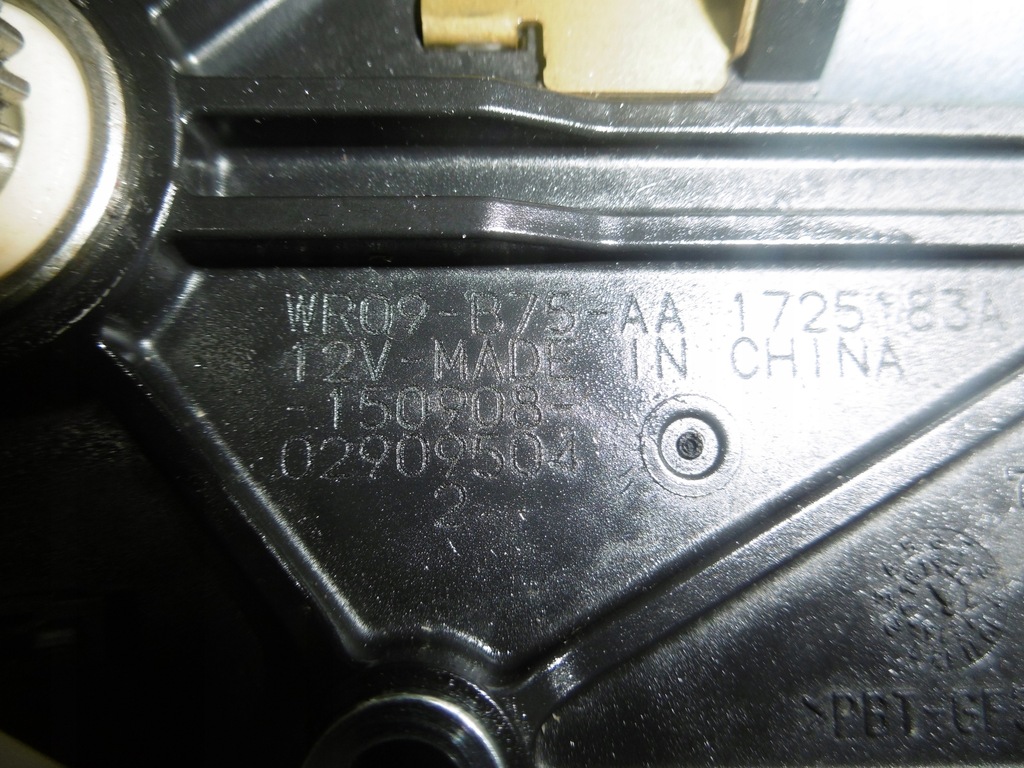 WR09-B75-AA 1725183A
12V-MADE IN CHINA
-150908-
02909504
2
>PBT-GF